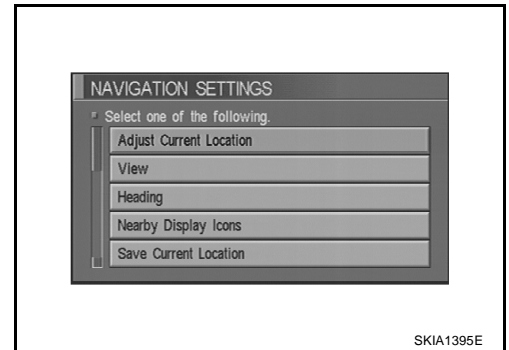 NAVIGATION SETTINGS
Select one of the following.
Adjust Current Location
View
Heading
Nearby Display Icons
Save Current Location
SKIA1395E